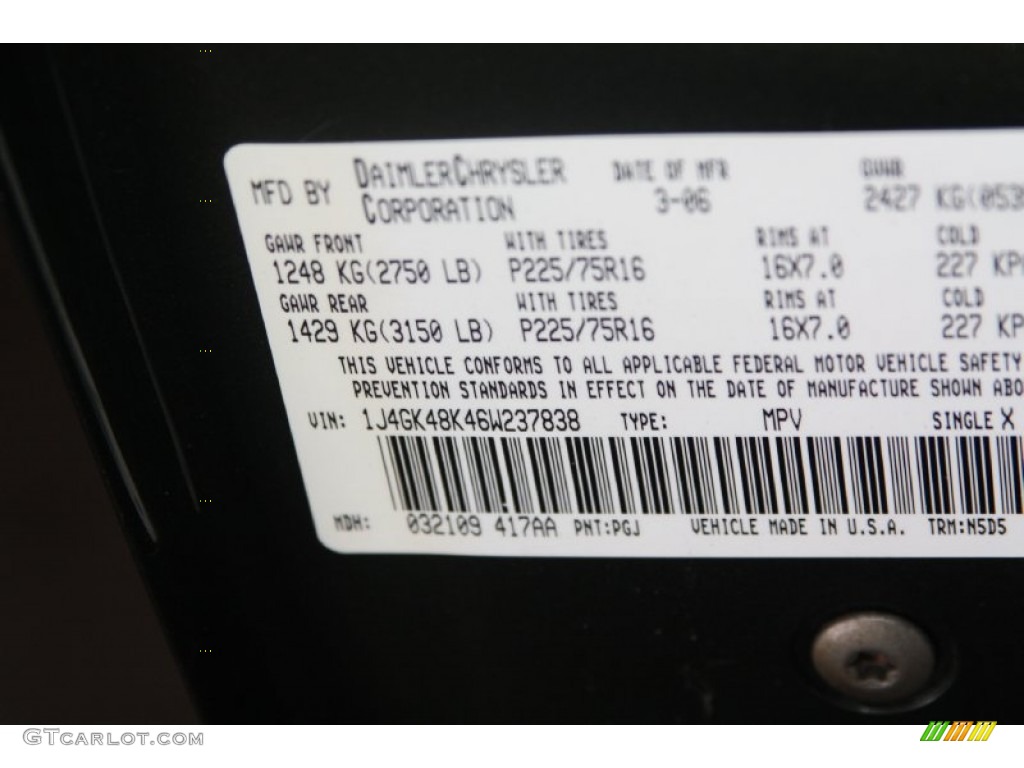 MFD BY DAIMLERCHRYSLER CORPORATION DATE OF MFR 3-06 GVWR 2427 KG(053
GAWR FRONT WITH TIRES RIMS AT COLD
1248 KG(2750 LB) P225/75R16 16X7.0 227 KP
GAWR REAR WITH TIRES RIMS AT COLD
1429 KG(3150 LB) P225/75R16 16X7.0 227 KP
THIS VEHICLE CONFORMS TO ALL APPLICABLE FEDERAL MOTOR VEHICLE SAFETY
PREVENTION STANDARDS IN EFFECT ON THE DATE OF MANUFACTURE SHOWN ABO
VIN: 1J4GK48K46W237838 TYPE: MPV SINGLE X
MDH: 032109 417AA PNT:PGJ VEHICLE MADE IN U.S.A. TRM:N5D5
GTCARLOT.COM